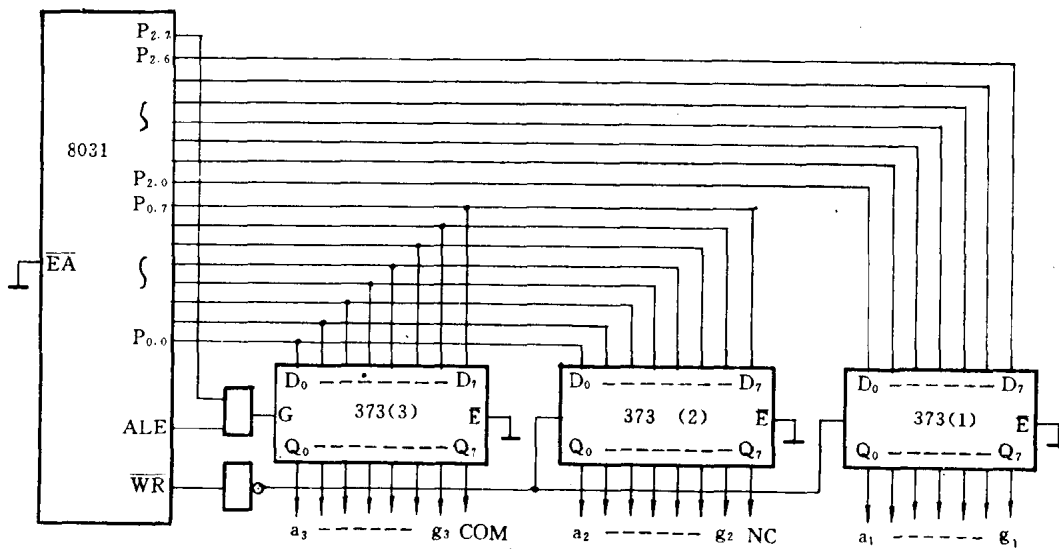 P2.7
P2.6
8031
P2.0
P0.7
EA
P0.0
D0 D7 D0 D7 D0 D7
G 373(3) E 373 (2) E 373(1) E
ALE
Q0 Q7 Q0 Q7 Q0 Q7
WR
a3 g3 COM a2 g2 NC a1 g1